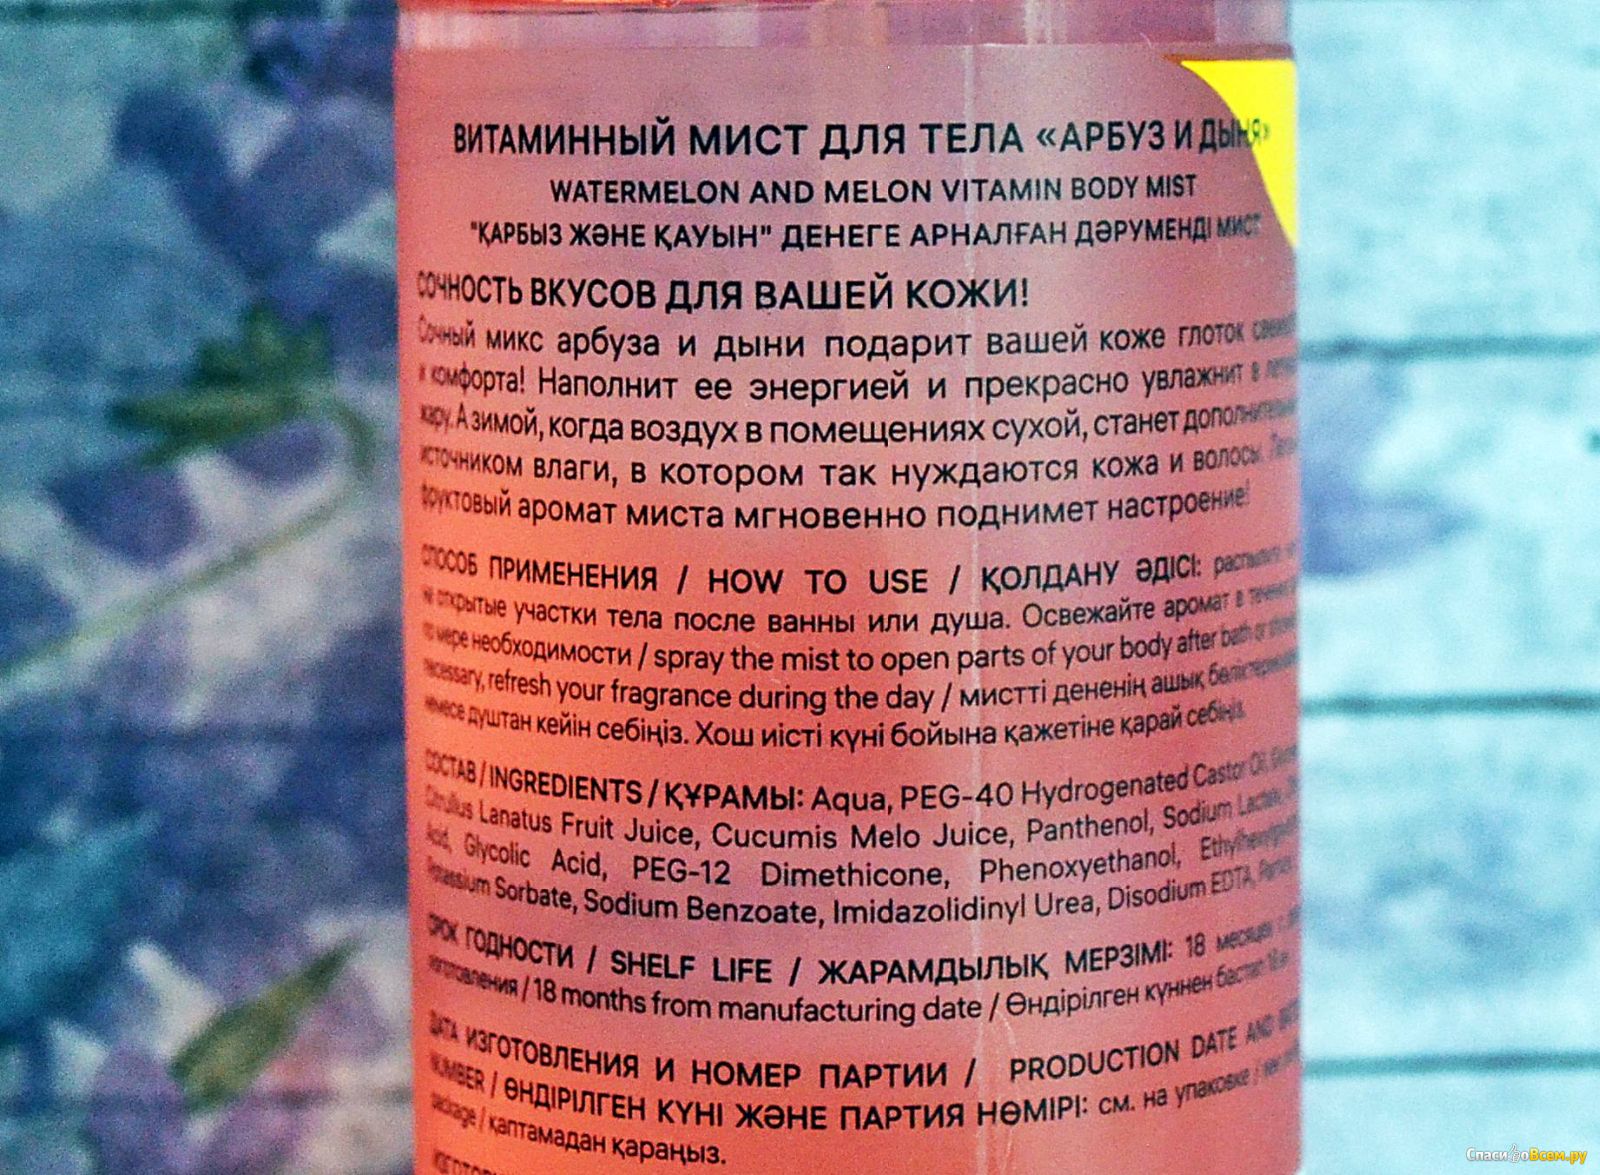 ВИТАМИННЫЙ МИСТ ДЛЯ ТЕЛА «АРБУЗ И ДЫНЯ»
WATERMELON AND MELON VITAMIN BODY MIST
"ҚАРБЫЗ ЖӘНЕ ҚАУЫН" ДЕНЕГЕ АРНАЛҒАН ДӘРУМЕНДІ МИСТ
СОЧНОСТЬ ВКУСОВ ДЛЯ ВАШЕЙ КОЖИ!
Сочный микс арбуза и дыни подарит вашей коже глоток
и комфорта! Наполнит ее энергией и прекрасно увлажнит в
жару. А зимой, когда воздух в помещениях сухой, станет
источником влаги, в котором так нуждаются кожа и волосы.
фруктовый аромат миста мгновенно поднимет настроение!
СПОСОБ ПРИМЕНЕНИЯ / HOW TO USE / ҚОЛДАНУ ӘДІСІ:
на открытые участки тела после ванны или душа. Освежайте аромат в
по мере необходимости / spray the mist to open parts of your body after bath or
necessary, refresh your fragrance during the day / мистті дененің ашық
немесе душтан кейін себіңіз. Хош иісті күні бойына қажетіне қарай себіңіз.
СОСТАВ / INGREDIENTS / ҚҰРАМЫ: Aqua, PEG-40 Hydrogenated Castor Oil,
Citrullus Lanatus Fruit Juice, Cucumis Melo Juice, Panthenol, Sodium
Acid, Glycolic Acid, PEG-12 Dimethicone, Phenoxyethanol,
Potassium Sorbate, Sodium Benzoate, Imidazolidinyl Urea, Disodium EDTA,
СРОК ГОДНОСТИ / SHELF LIFE / ЖАРАМДЫЛЫҚ МЕРЗІМІ: 18 месяцев с
изготовления / 18 months from manufacturing date / Өндірілген күннен бастап
ДАТА ИЗГОТОВЛЕНИЯ И НОМЕР ПАРТИИ / PRODUCTION DATE AND
NUMBER / ӨНДІРІЛГЕН КҮНІ ЖӘНЕ ПАРТИЯ НӨМІРІ: см. на упаковке /
package / қаптамадан қараңыз.
СпасибоВсем.ру